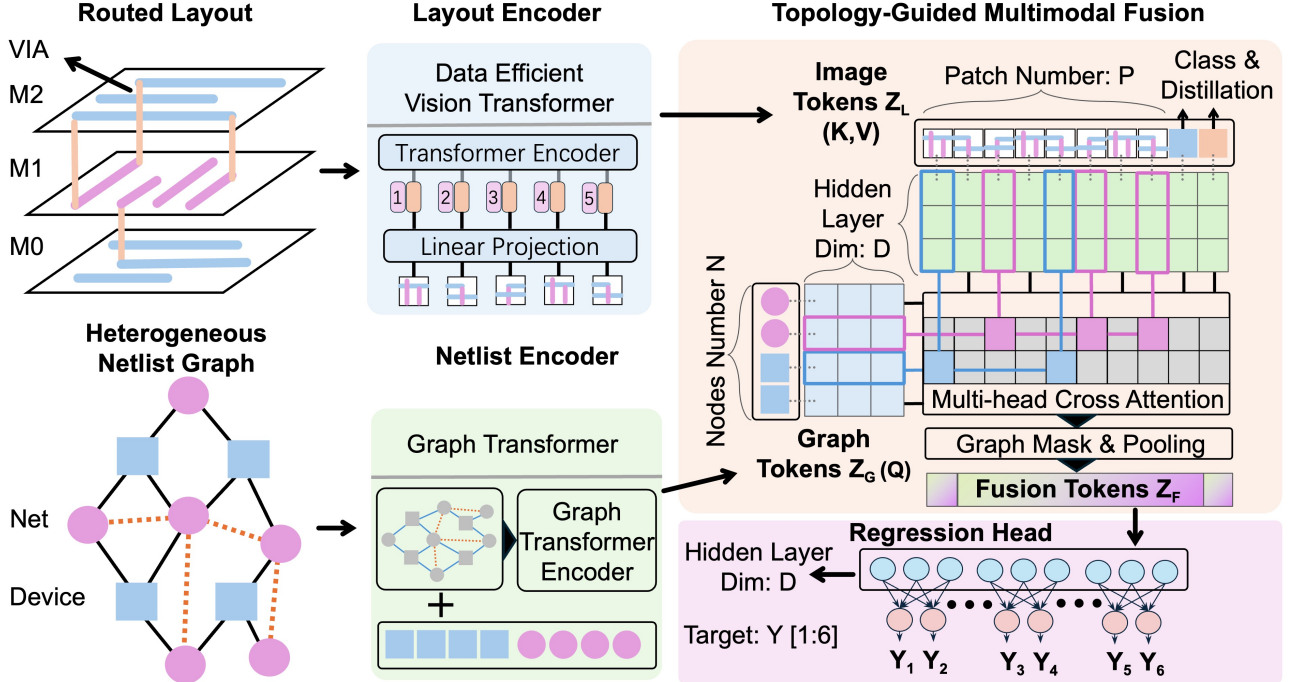 Routed Layout
VIA
M2
M1
M0
Heterogeneous
Netlist Graph
Net
Device
Layout Encoder
Data Efficient
Vision Transformer
Transformer Encoder
1 2 3 4 5
Linear Projection
Netlist Encoder
Graph Transformer
Graph
Transformer
Encoder
+
Topology-Guided Multimodal Fusion
Image
Tokens Z_L
(K,V)
Patch Number: P
Class &
Distillation
Hidden
Layer
Dim: D
Nodes Number N
Graph
Tokens Z_G (Q)
Multi-head Cross Attention
Graph Mask & Pooling
Fusion Tokens Z_F
Regression Head
Hidden Layer
Dim: D
Target: Y [1:6]
Y₁ Y₂ Y₃ Y₄ Y₅ Y₆